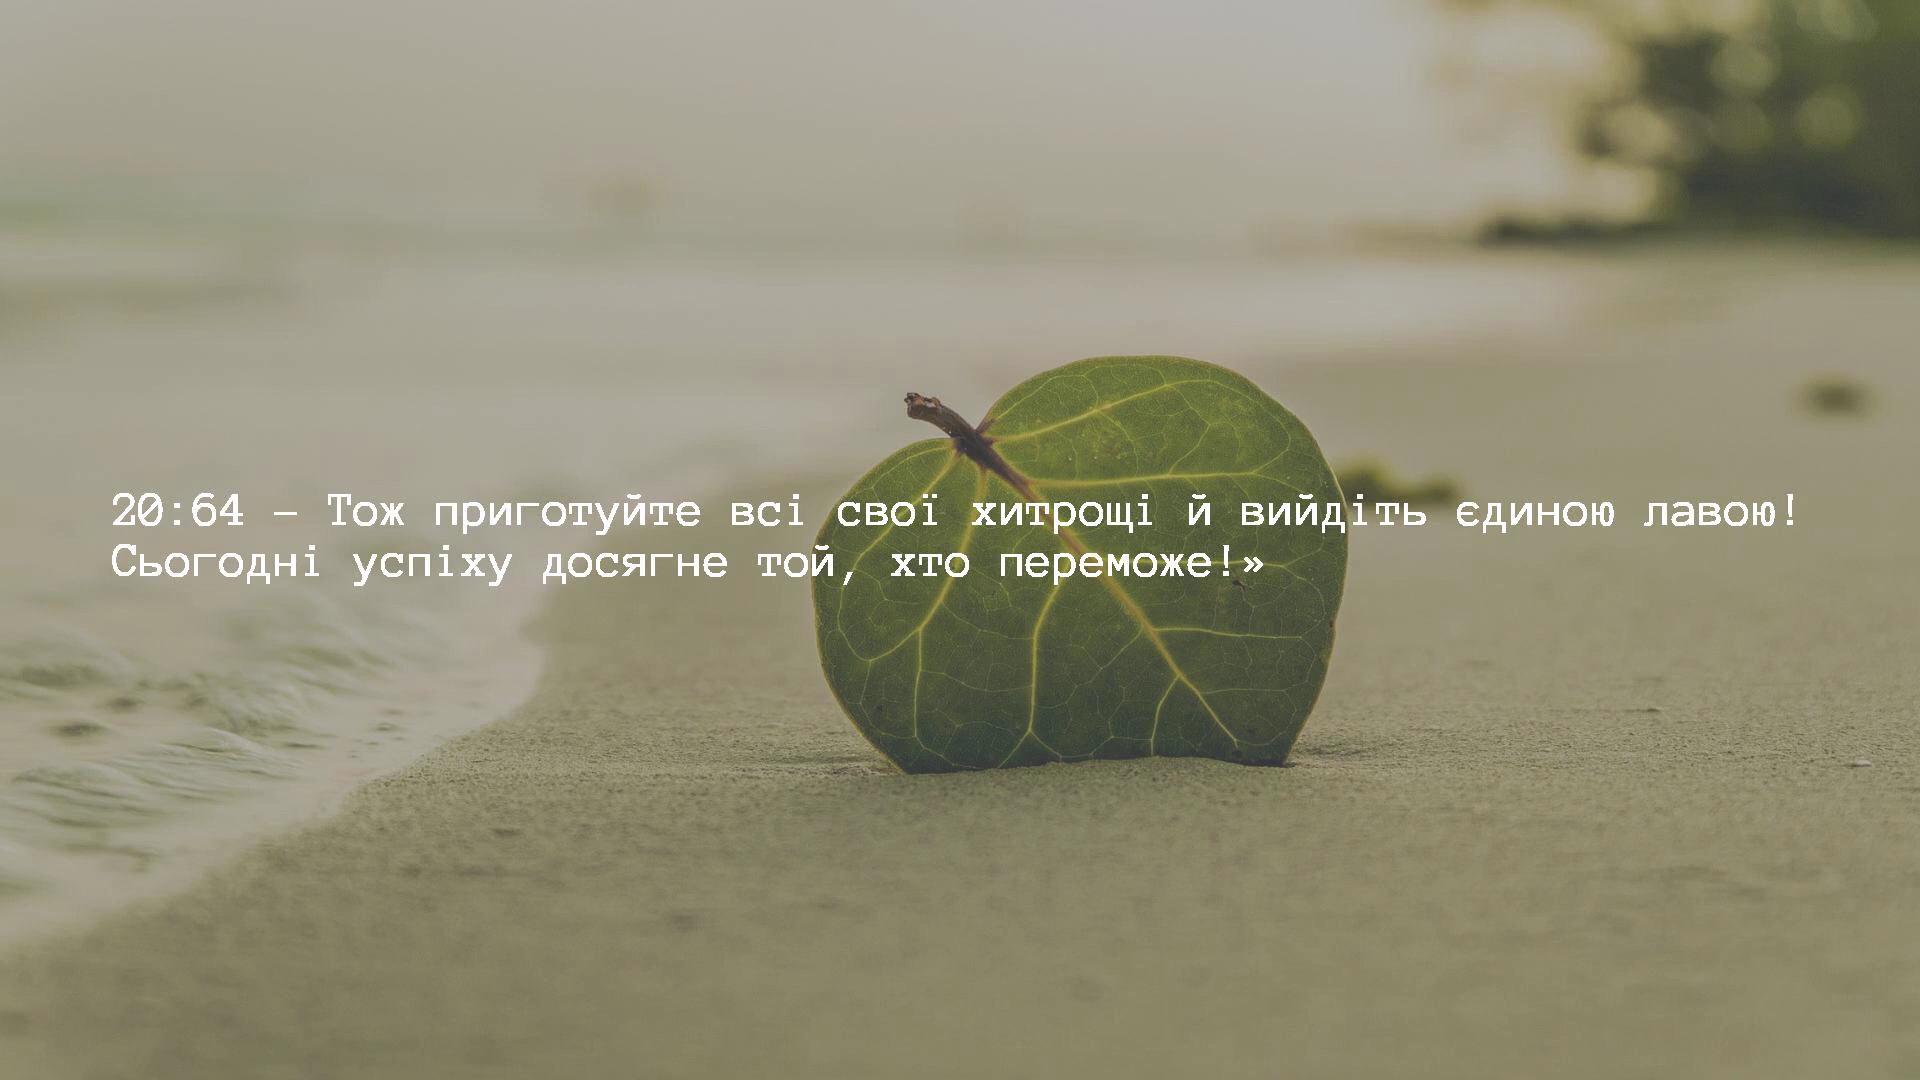 20:64 – Тож приготуйте всі свої хитрощі й вийдіть єдиною лавою!
Сьогодні успіху досягне той, хто переможе!»